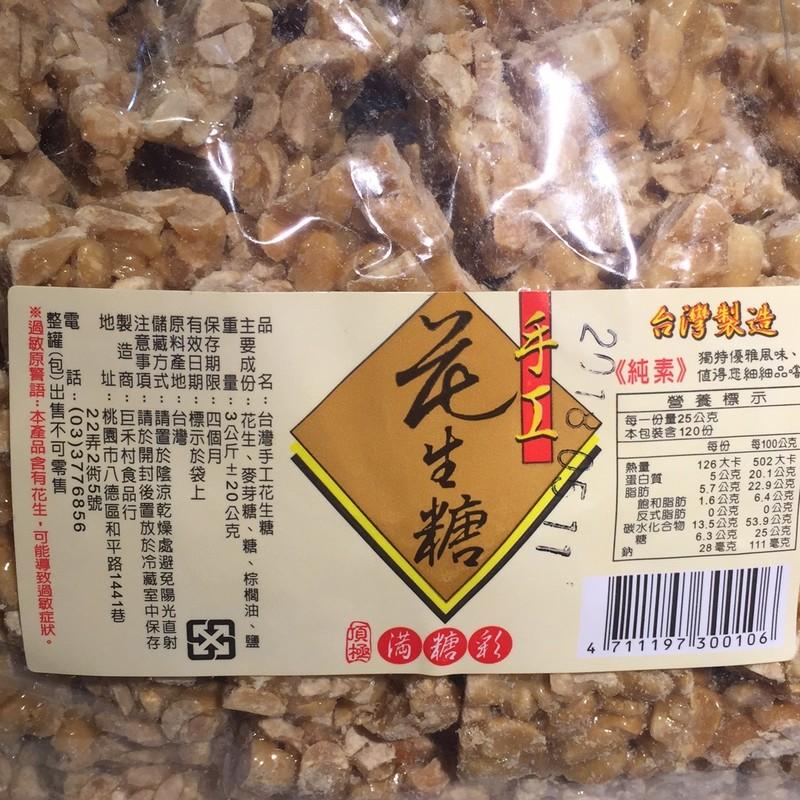 品名：台灣手工花生糖
主要成份：花生、麥芽糖、糖、棕櫚油、鹽
重量：3公斤±20公克
保存期限：四個月
有效日期：標示於袋上
原料產地：台灣
儲藏方式：請置於陰涼乾燥處避免陽光直射
注意事項：請於開封後置放於冷藏室中保存
製造商：巨禾村食品行
地址：桃園市八德區和平路1441巷
22弄2街5號
電話：(03)3776856
整罐(包)出售不可零售
※過敏原警語：本產品含有花生，可能導致過敏症狀。
手工
花生糖
頂極
滿糖彩
2018 0511
台灣製造
《純素》
獨特優雅風味、
值得您細細品嚐
營養標示
每一份量25公克
本包裝含120份
每份 每100公克
熱量 126大卡 502大卡
蛋白質 5公克 20.1公克
脂肪 5.7公克 22.9公克
飽和脂肪 1.6公克 6.4公克
反式脂肪 0公克 0公克
碳水化合物 13.5公克 53.9公克
糖 6.3公克 25公克
鈉 28毫克 111毫克
4 711197 300106